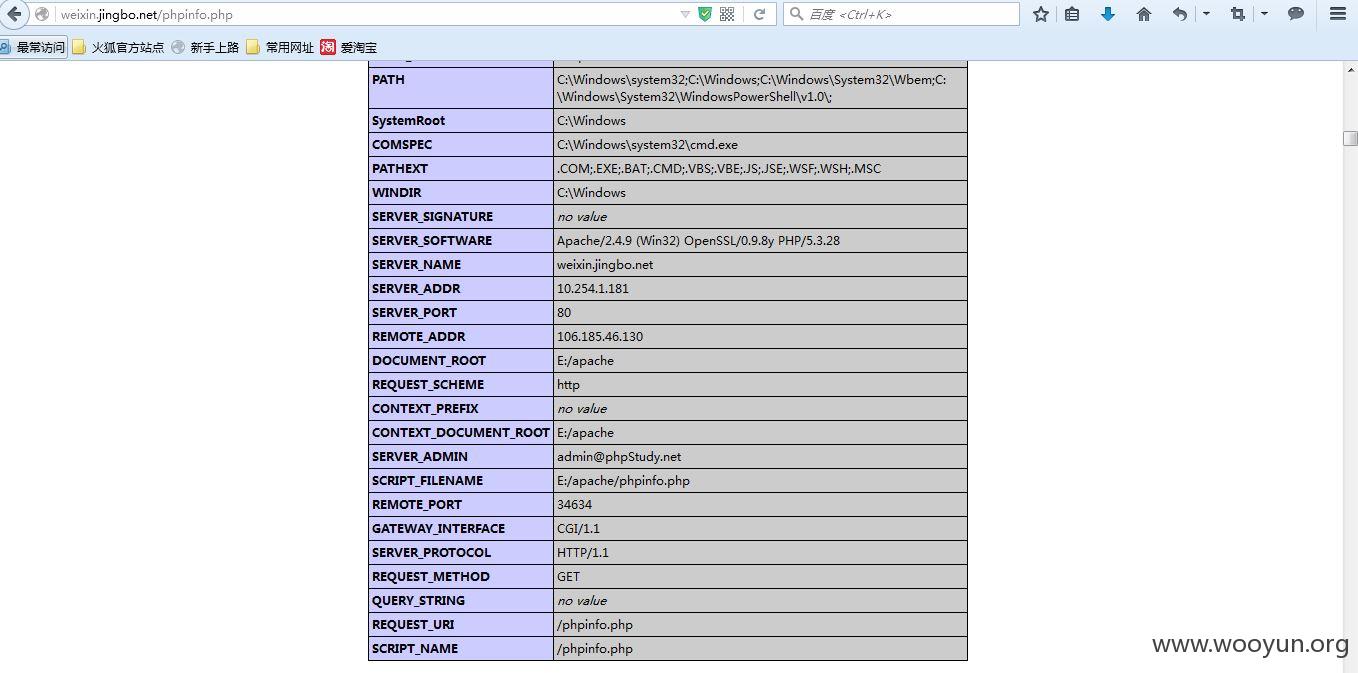 weixin.jingbo.net/phpinfo.php
百度 <Ctrl+K>
最常访问 火狐官方站点 新手上路 常用网址 淘 爱淘宝
PATH C:\Windows\system32;C:\Windows;C:\Windows\System32\Wbem;C:
\Windows\System32\WindowsPowerShell\v1.0\;
SystemRoot C:\Windows
COMSPEC C:\Windows\system32\cmd.exe
PATHEXT .COM;.EXE;.BAT;.CMD;.VBS;.VBE;.JS;.JSE;.WSF;.WSH;.MSC
WINDIR C:\Windows
SERVER_SIGNATURE no value
SERVER_SOFTWARE Apache/2.4.9 (Win32) OpenSSL/0.9.8y PHP/5.3.28
SERVER_NAME weixin.jingbo.net
SERVER_ADDR 10.254.1.181
SERVER_PORT 80
REMOTE_ADDR 106.185.46.130
DOCUMENT_ROOT E:/apache
REQUEST_SCHEME http
CONTEXT_PREFIX no value
CONTEXT_DOCUMENT_ROOT E:/apache
SERVER_ADMIN admin@phpStudy.net
SCRIPT_FILENAME E:/apache/phpinfo.php
REMOTE_PORT 34634
GATEWAY_INTERFACE CGI/1.1
SERVER_PROTOCOL HTTP/1.1
REQUEST_METHOD GET
QUERY_STRING no value
REQUEST_URI /phpinfo.php
SCRIPT_NAME /phpinfo.php
www.wooyun.org